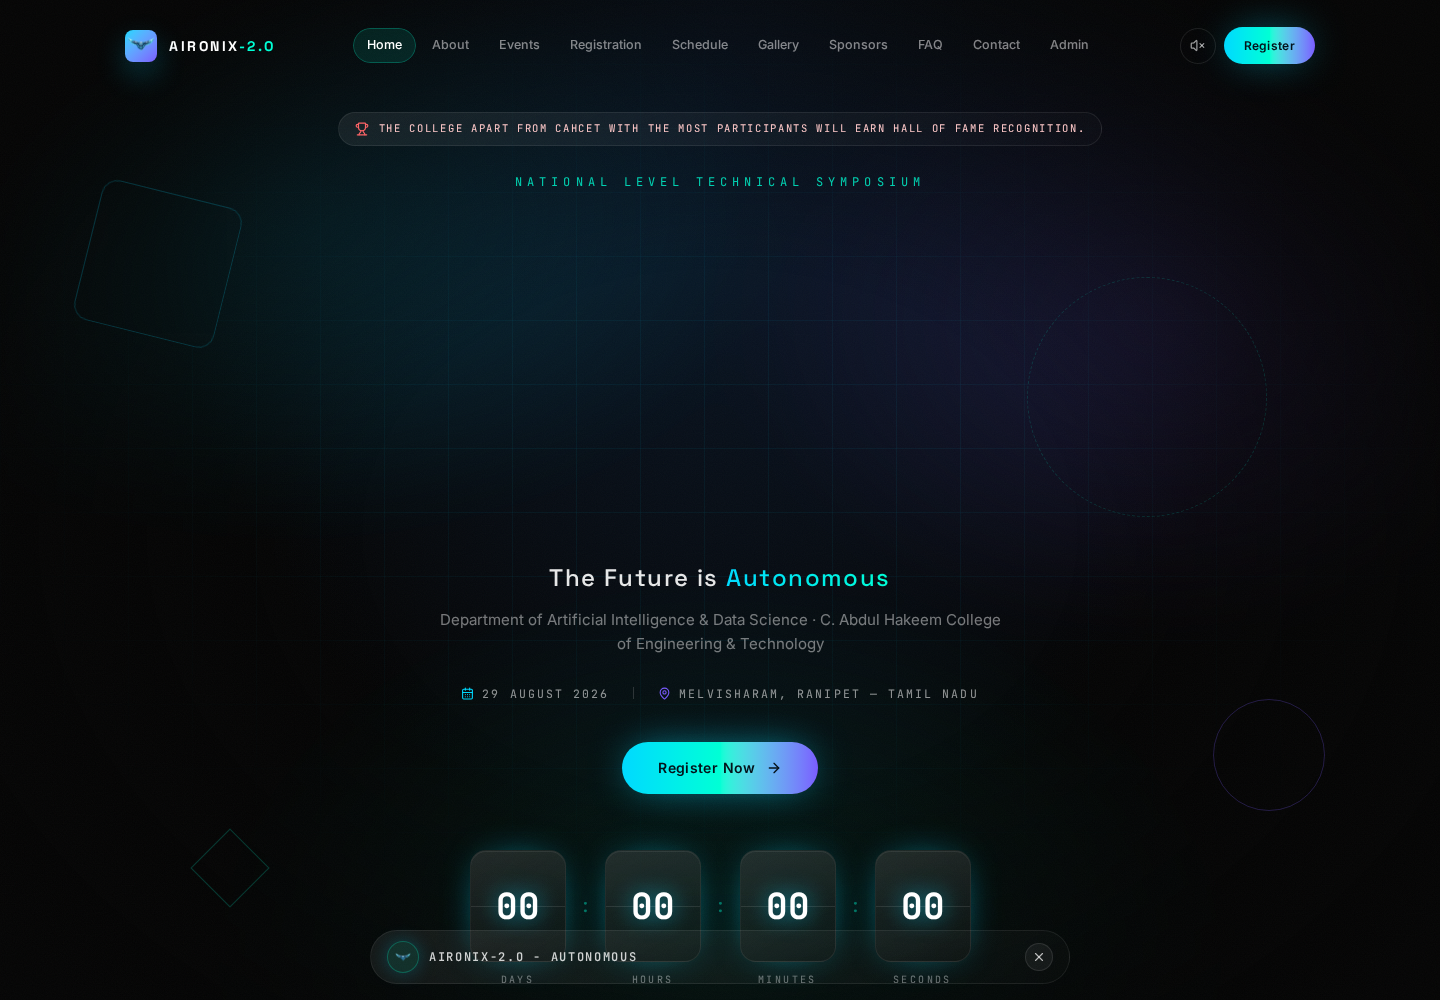 AIRONIX-2.0
Home
About
Events
Registration
Schedule
Gallery
Sponsors
FAQ
Contact
Admin
Register
THE COLLEGE APART FROM CAHCET WITH THE MOST PARTICIPANTS WILL EARN HALL OF FAME RECOGNITION.
NATIONAL LEVEL TECHNICAL SYMPOSIUM
The Future is Autonomous
Department of Artificial Intelligence & Data Science · C. Abdul Hakeem College
of Engineering & Technology
29 AUGUST 2026
MELVISHARAM, RANIPET — TAMIL NADU
Register Now
00 : 00 : 00 : 00
AIRONIX-2.0 - AUTONOMOUS
DAYS
HOURS
MINUTES
SECONDS